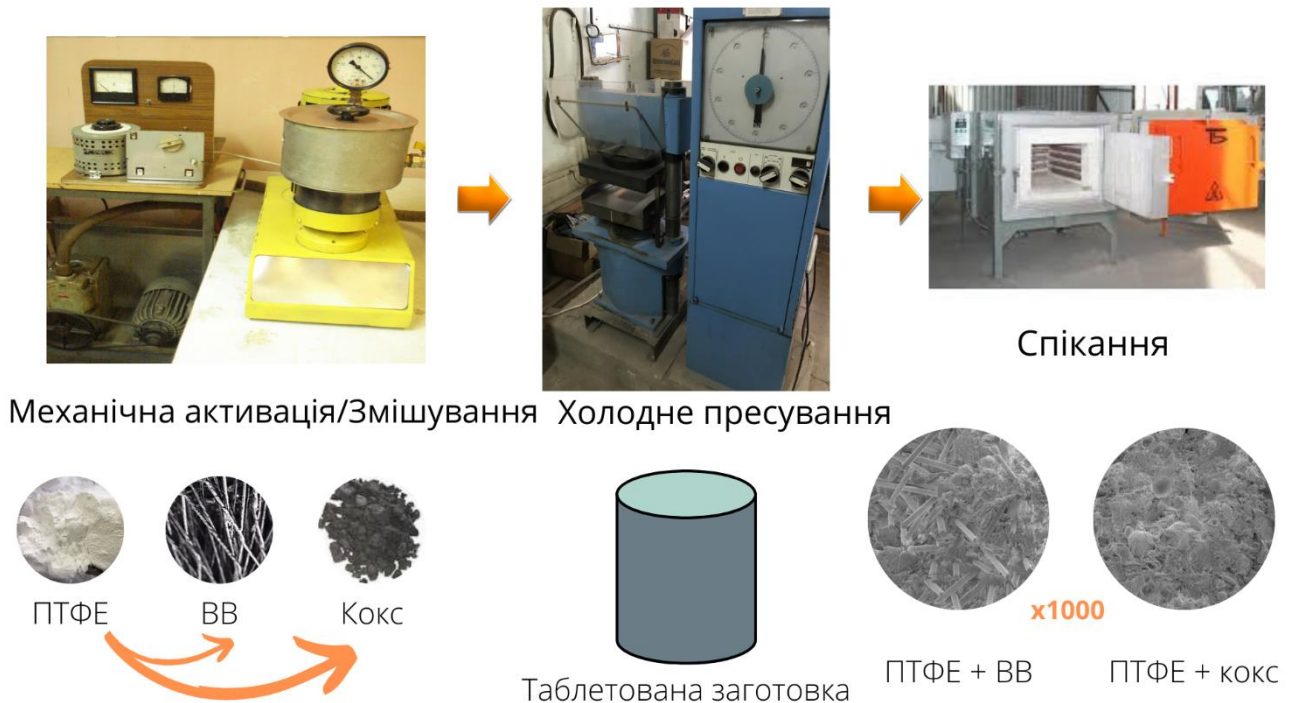 Спікання
Механічна активація/Змішування
Холодне пресування
ПТФЕ
ВВ
Кокс
Таблетована заготовка
x1000
ПТФЕ + ВВ
ПТФЕ + кокс